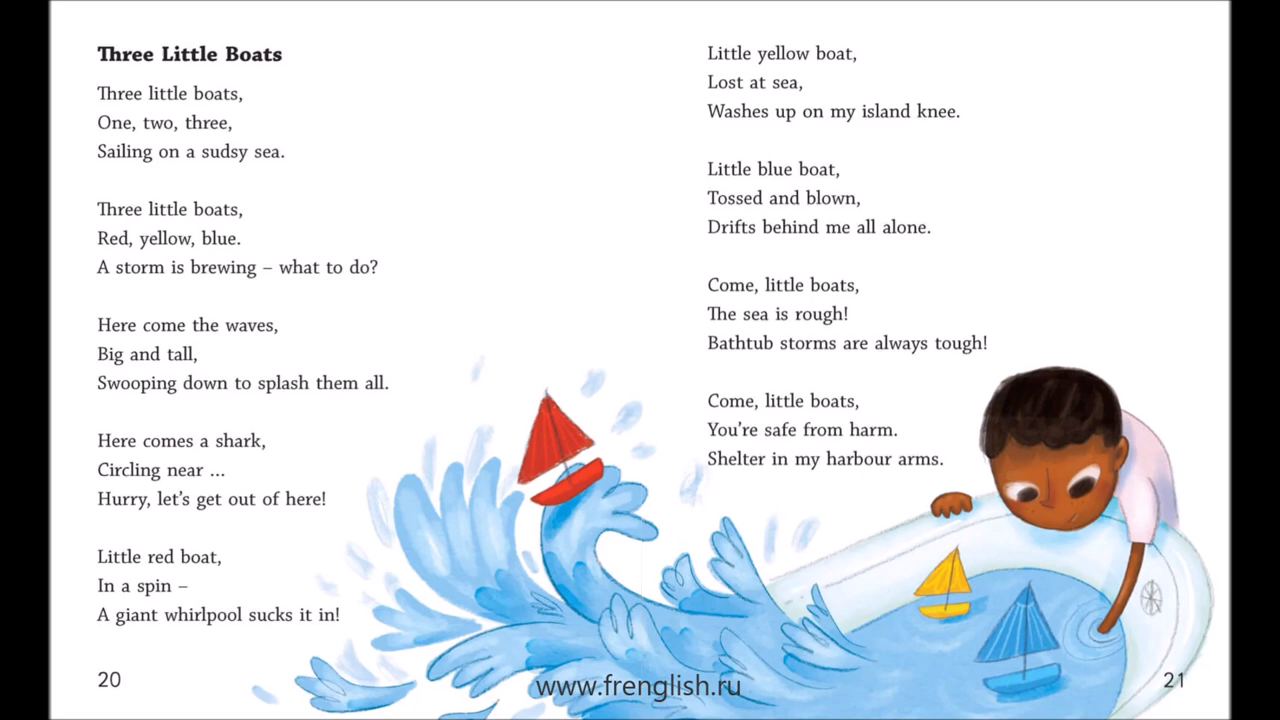 Three Little Boats
Three little boats,
One, two, three,
Sailing on a sudsy sea.
Three little boats,
Red, yellow, blue.
A storm is brewing – what to do?
Here come the waves,
Big and tall,
Swooping down to splash them all.
Here comes a shark,
Circling near ...
Hurry, let's get out of here!
Little red boat,
In a spin –
A giant whirlpool sucks it in!
20
Little yellow boat,
Lost at sea,
Washes up on my island knee.
Little blue boat,
Tossed and blown,
Drifts behind me all alone.
Come, little boats,
The sea is rough!
Bathtub storms are always tough!
Come, little boats,
You're safe from harm.
Shelter in my harbour arms.
21
www.frenglish.ru